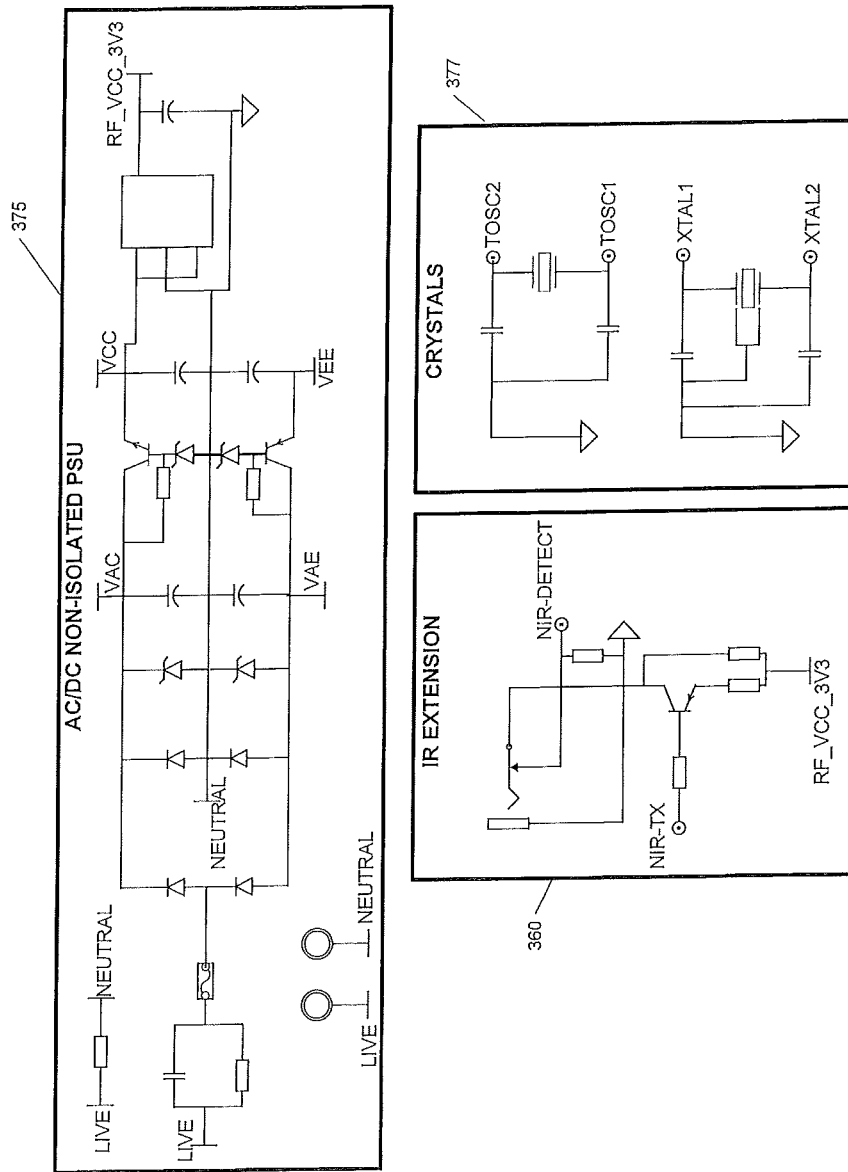 375
AC/DC NON-ISOLATED PSU
LIVE
NEUTRAL
LIVE
LIVE
NEUTRAL
NEUTRAL
VAC
VAE
VCC
VEE
RF_VCC_3V3
360
IR EXTENSION
NIR-TX
NIR-DETECT
RF_VCC_3V3
377
CRYSTALS
TOSC2
TOSC1
XTAL1
XTAL2